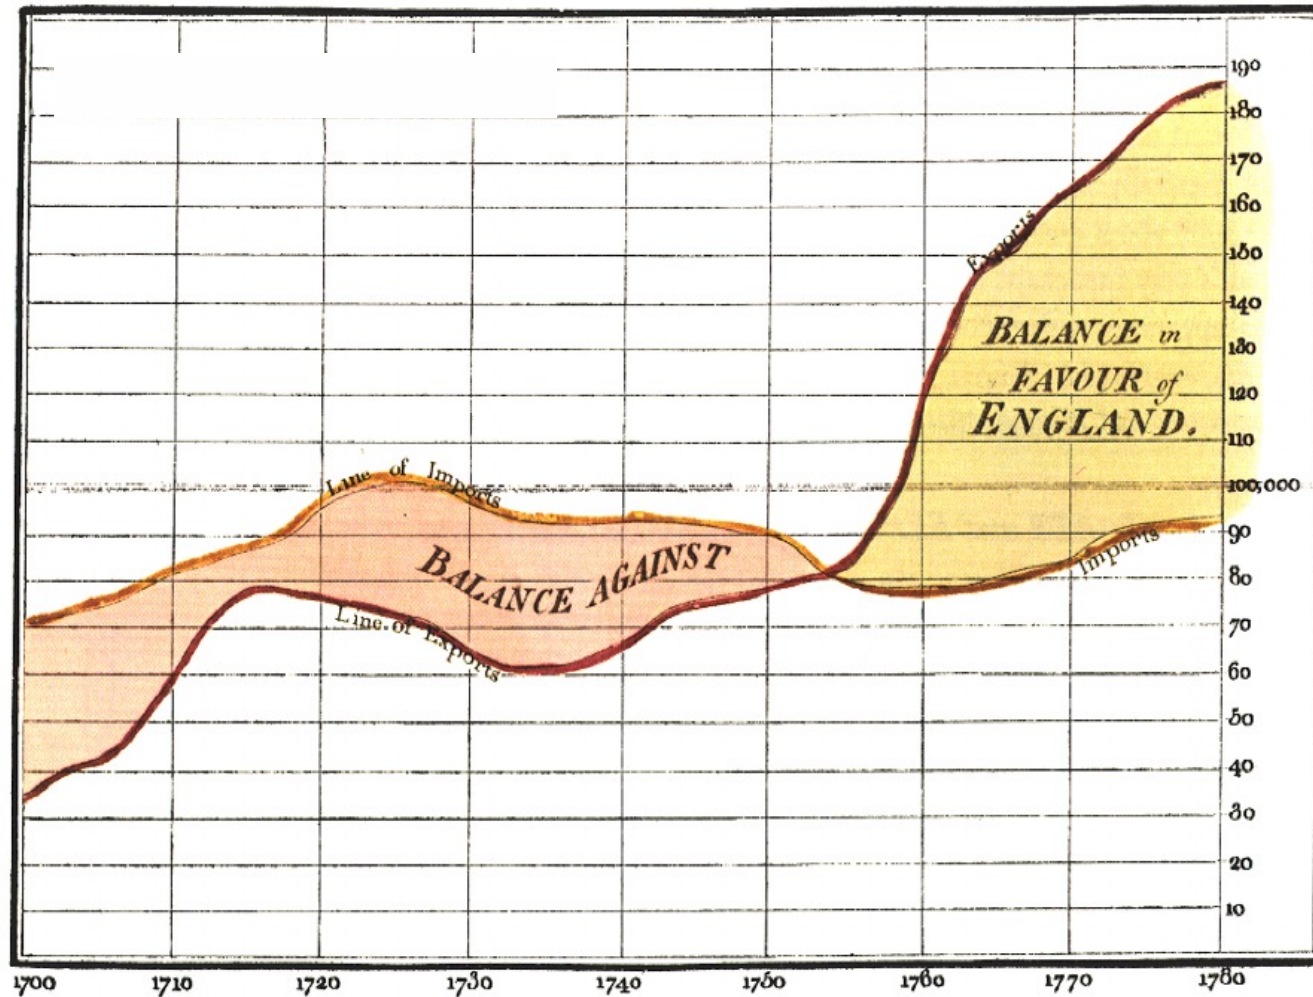 190
180
170
160
150
140
130
120
110
100,000
90
80
70
60
50
40
30
20
10
Exports
BALANCE in
FAVOUR of
ENGLAND.
Line of Imports
BALANCE AGAINST
Imports
Line of Exports
1700 1710 1720 1730 1740 1750 1760 1770 1780